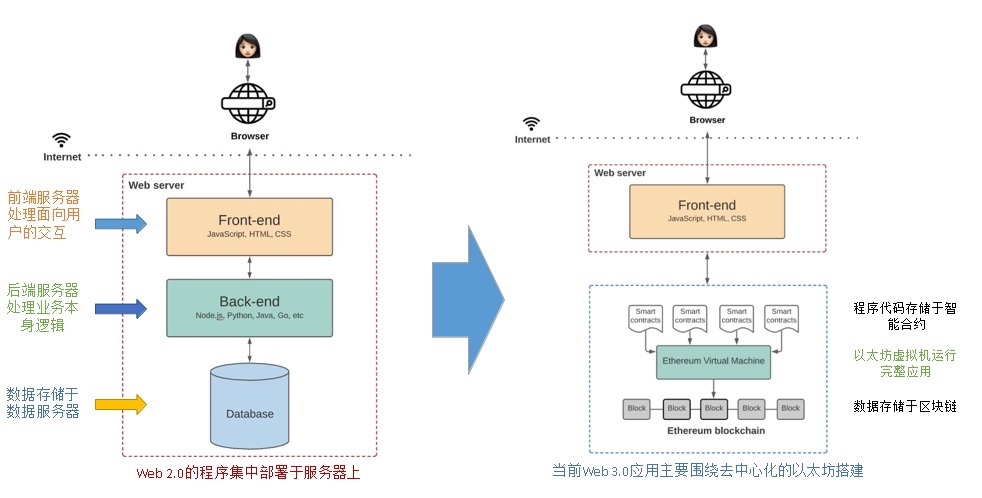 Browser
Internet
Web server
前端服务器
处理面向用
户的交互
Front-end
JavaScript, HTML, CSS
后端服务器
处理业务本
身逻辑
Back-end
Node.js, Python, Java, Go, etc
数据存储于
数据服务器
Database
Web 2.0的程序集中部署于服务器上
Browser
Internet
Web server
Front-end
JavaScript, HTML, CSS
Smart
contracts
Smart
contracts
Smart
contracts
Smart
contracts
程序代码存储于智
能合约
Ethereum Virtual Machine
以太坊虚拟机运行
完整应用
Block
Block
Block
Block
Block
数据存储于区块链
Ethereum blockchain
当前Web 3.0应用主要围绕去中心化的以太坊搭建